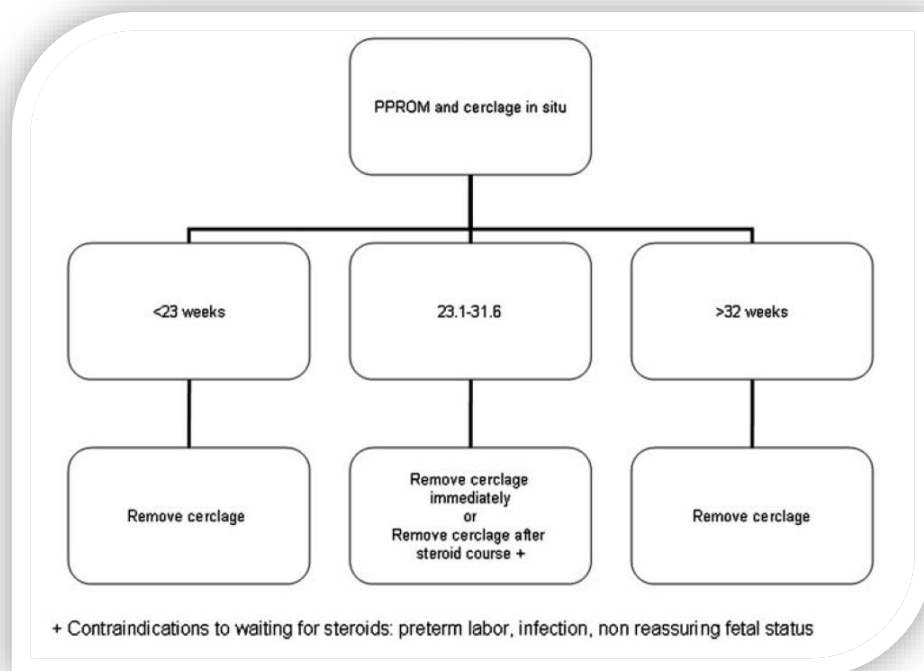 PPROM and cerclage in situ
<23 weeks
23.1-31.6
>32 weeks
Remove cerclage
Remove cerclage
immediately
or
Remove cerclage after
steroid course +
Remove cerclage
+ Contraindications to waiting for steroids: preterm labor, infection, non reassuring fetal status